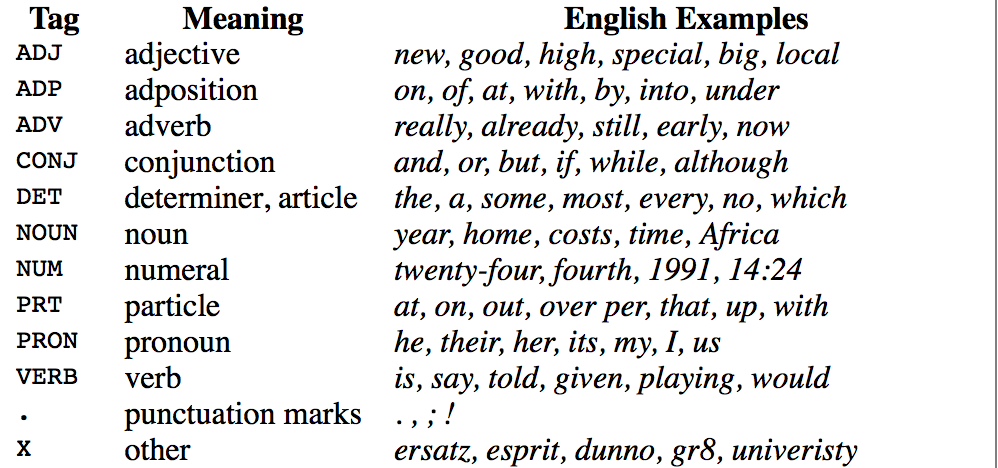 Tag Meaning English Examples
ADJ adjective new, good, high, special, big, local
ADP adposition on, of, at, with, by, into, under
ADV adverb really, already, still, early, now
CONJ conjunction and, or, but, if, while, although
DET determiner, article the, a, some, most, every, no, which
NOUN noun year, home, costs, time, Africa
NUM numeral twenty-four, fourth, 1991, 14:24
PRT particle at, on, out, over per, that, up, with
PRON pronoun he, their, her, its, my, I, us
VERB verb is, say, told, given, playing, would
. punctuation marks . , ; !
X other ersatz, esprit, dunno, gr8, univeristy